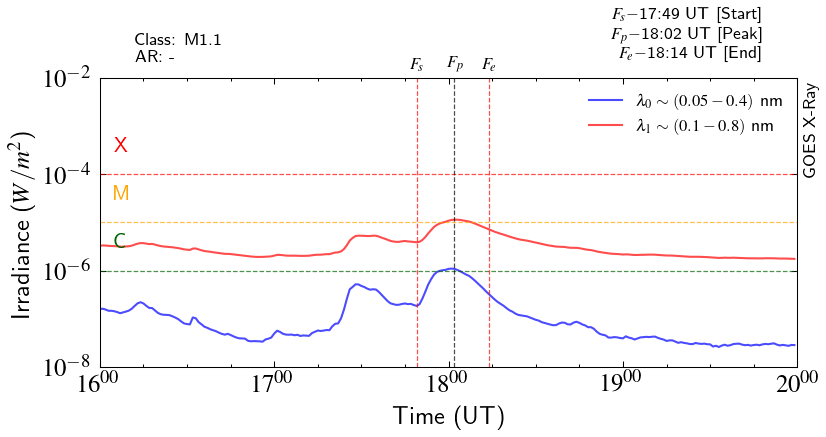 F_s−17:49 UT [Start]
Class: M1.1
F_p−18:02 UT [Peak]
AR: -
F_e−18:14 UT [End]
F_s F_p F_e
10^−2
λ_0 ∼ (0.05 − 0.4) nm
λ_1 ∼ (0.1 − 0.8) nm
GOES X-Ray
X
10^−4
M
Irradiance (W/m^2)
C
10^−6
10^−8
16^00 17^00 18^00 19^00 20^00
Time (UT)